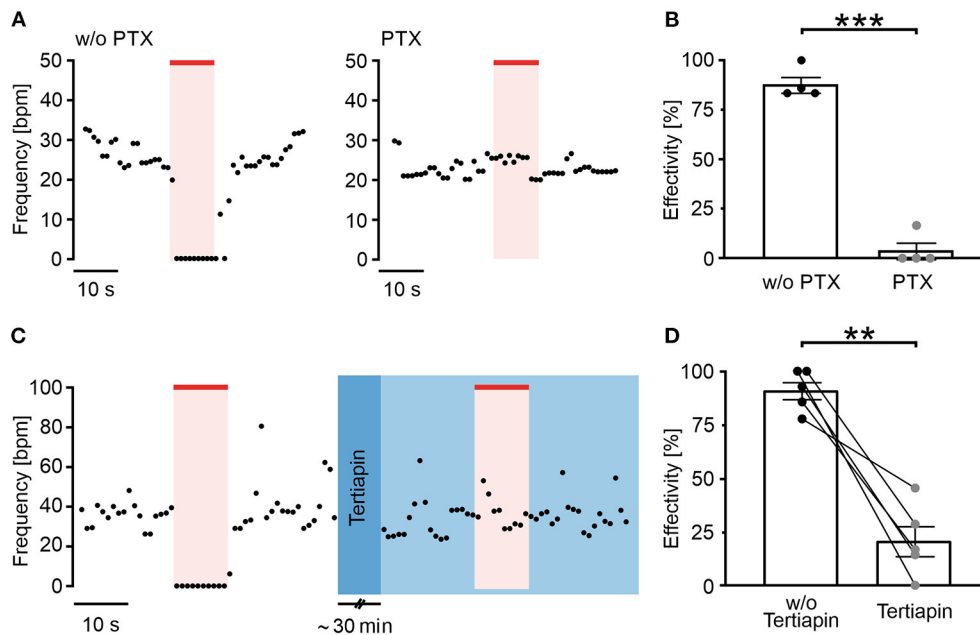 A
w/o PTX
PTX
Frequency [bpm]
50
40
30
20
10
0
10 s
50
40
30
20
10
0
10 s
B
***
Effectivity [%]
100
75
50
25
0
w/o PTX
PTX
C
Frequency [bpm]
100
80
60
40
20
0
10 s
Tertiapin
~30 min
D
**
Effectivity [%]
100
75
50
25
0
w/o
Tertiapin
Tertiapin